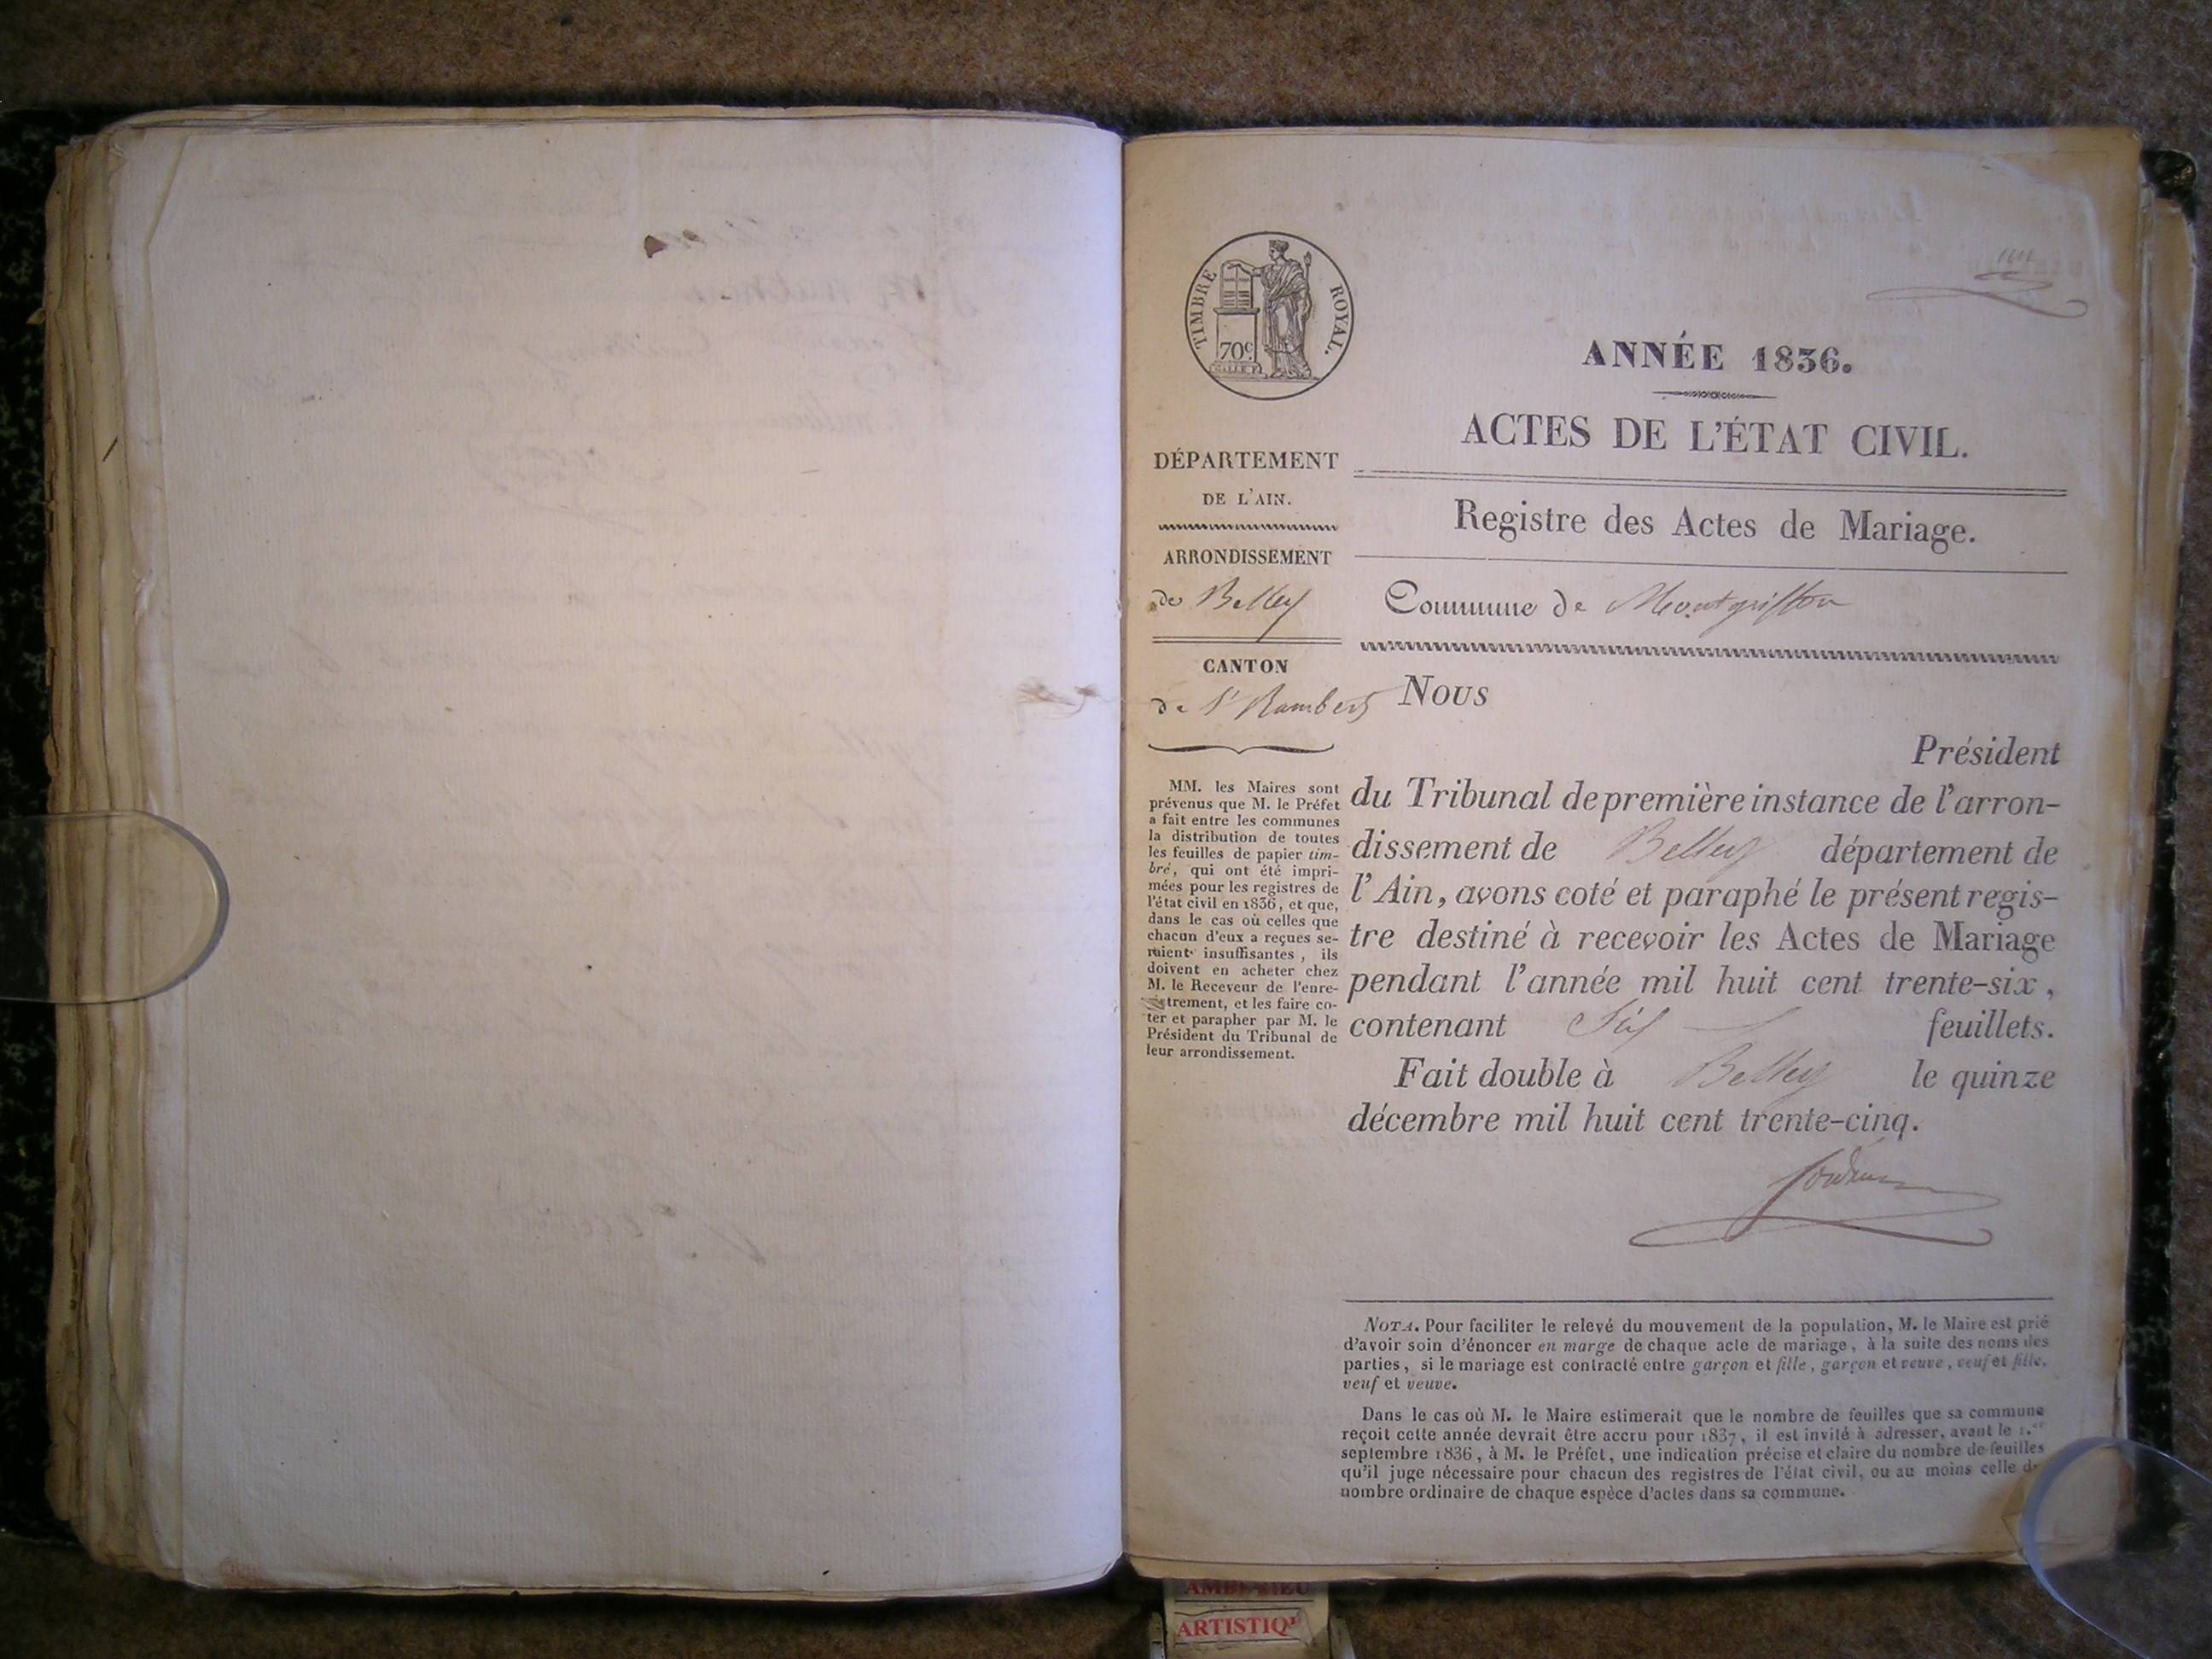 TIMBRE ROYAL.
70c
ANNÉE 1836.
ACTES DE L'ÉTAT CIVIL.
Registre des Actes de Mariage.
Commune de Montgriffon
DÉPARTEMENT
DE L'AIN.
ARRONDISSEMENT
de Belley
CANTON
de St Rambert
MM. les Maires sont
prévenus que M. le Préfet
a fait entre les communes
la distribution de toutes
les feuilles de papier tim-
bré, qui ont été impri-
mées pour les registres de
l'état civil en 1836, et que,
dans le cas où celles que
chacun d'eux a reçues se-
raient insuffisantes, ils
doivent en acheter chez
M. le Receveur de l'enre-
gistrement, et les faire co-
ter et parapher par M. le
Président du Tribunal de
leur arrondissement.
Nous
Président
du Tribunal de première instance de l'arron-
dissement de Belley département de
l'Ain, avons coté et paraphé le présent regis-
tre destiné à recevoir les Actes de Mariage
pendant l'année mil huit cent trente-six,
contenant Six feuillets.
Fait double à Belley le quinze
décembre mil huit cent trente-cinq.
NOTA. Pour faciliter le relevé du mouvement de la population, M. le Maire est prié
d'avoir soin d'énoncer en marge de chaque acte de mariage, à la suite des noms des
parties, si le mariage est contracté entre garçon et fille, garçon et veuve, veuf et fille,
veuf et veuve.
Dans le cas où M. le Maire estimerait que le nombre de feuilles que sa commune
reçoit cette année devrait être accru pour 1837, il est invité à adresser, avant le 1.er
septembre 1836, à M. le Préfet, une indication précise et claire du nombre de feuilles
qu'il juge nécessaire pour chacun des registres de l'état civil, ou au moins celle du
nombre ordinaire de chaque espèce d'actes dans sa commune.